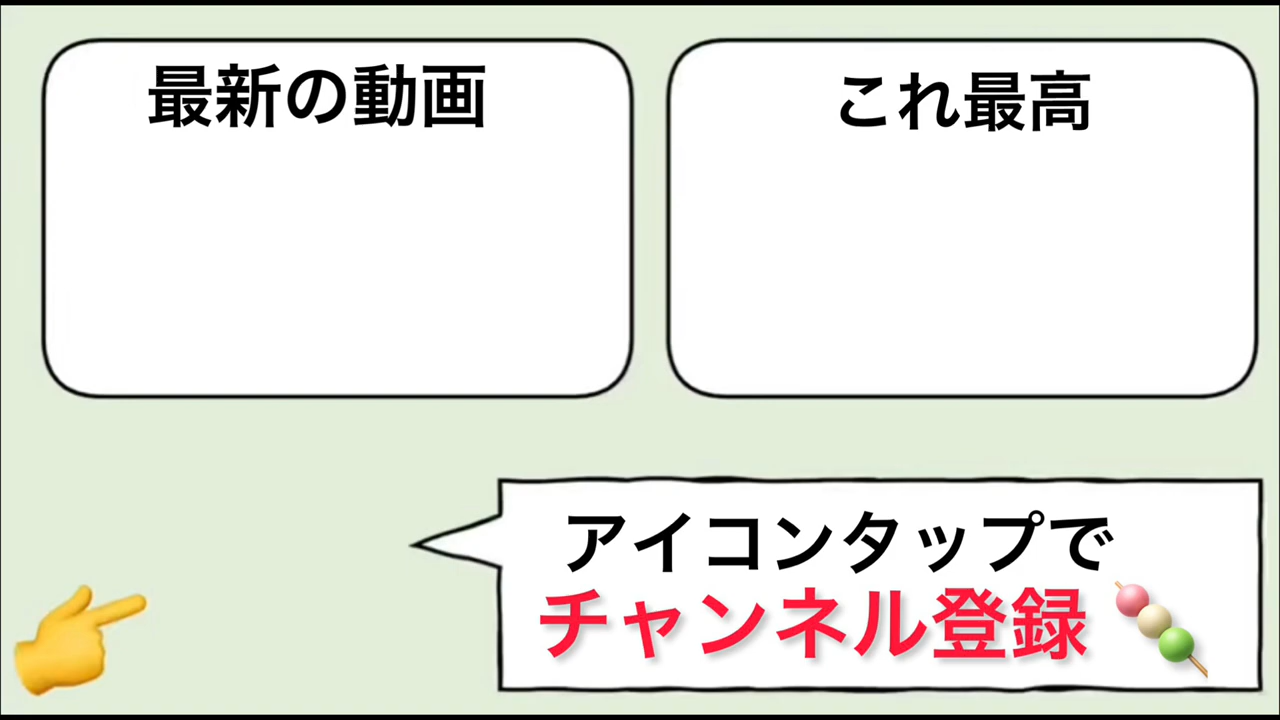 最新の動画
これ最高
アイコンタップで
チャンネル登録